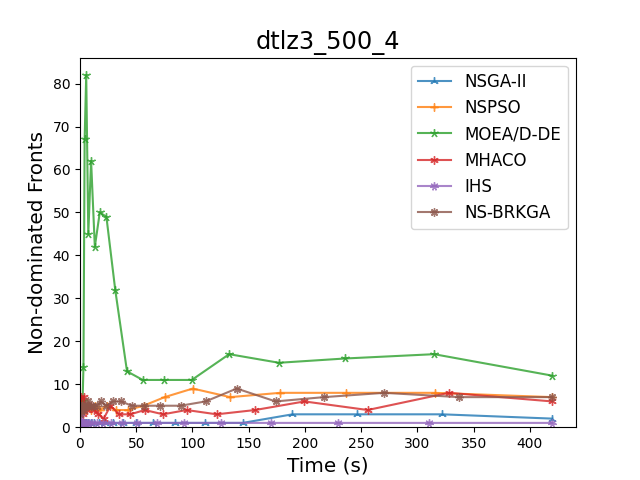 dtlz3_500_4
Non-dominated Fronts
80
70
60
50
40
30
20
10
0
NSGA-II
NSPSO
MOEA/D-DE
MHACO
IHS
NS-BRKGA
0 50 100 150 200 250 300 350 400
Time (s)